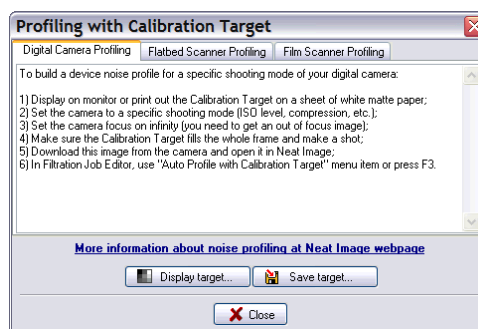 Profiling with Calibration Target
Digital Camera Profiling Flatbed Scanner Profiling Film Scanner Profiling
To build a device noise profile for a specific shooting mode of your digital camera:
1) Display on monitor or print out the Calibration Target on a sheet of white matte paper;
2) Set the camera to a specific shooting mode (ISO level, compression, etc.);
3) Set the camera focus on infinity (you need to get an out of focus image);
4) Make sure the Calibration Target fills the whole frame and make a shot;
5) Download this image from the camera and open it in Neat Image;
6) In Filtration Job Editor, use "Auto Profile with Calibration Target" menu item or press F3.
More information about noise profiling at Neat Image webpage
Display target... Save target...
Close